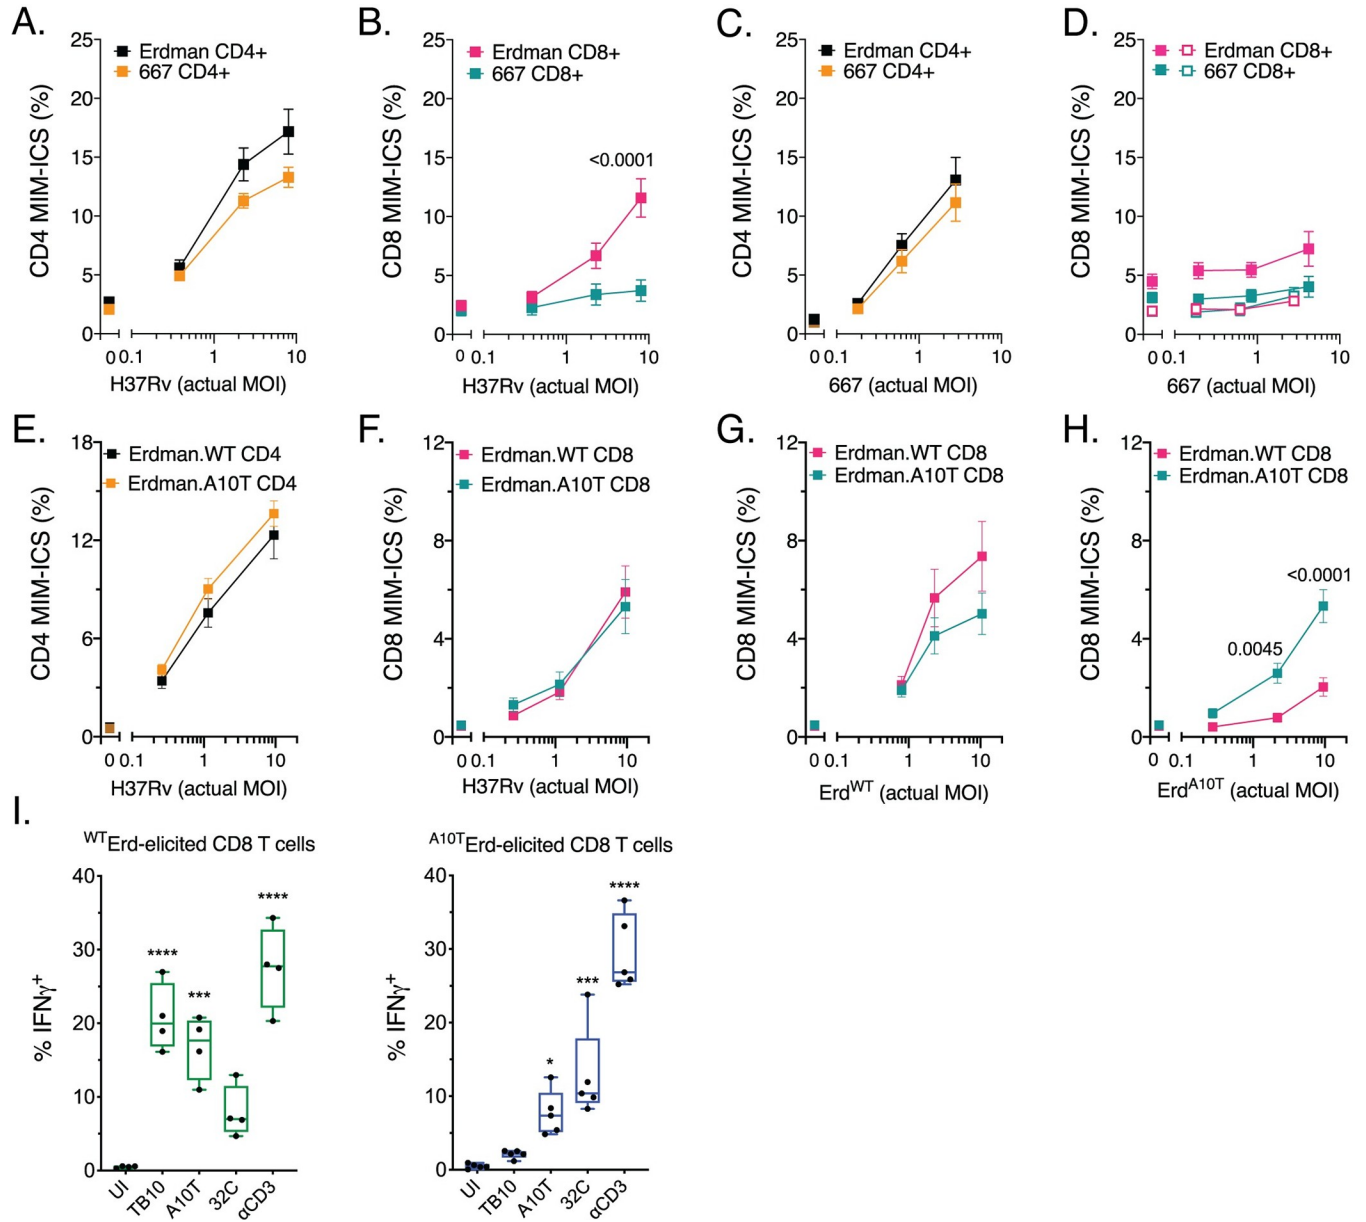 A.
CD4 MIM-ICS (%)
25
20
15
10
5
0
Erdman CD4+
667 CD4+
0 0.1 1 10
H37Rv (actual MOI)
B.
CD8 MIM-ICS (%)
25
20
15
10
5
0
Erdman CD8+
667 CD8+
<0.0001
0 0.1 1 10
H37Rv (actual MOI)
C.
CD4 MIM-ICS (%)
25
20
15
10
5
0
Erdman CD4+
667 CD4+
0 0.1 1 10
667 (actual MOI)
D.
CD8 MIM-ICS (%)
25
20
15
10
5
0
Erdman CD8+
667 CD8+
0 0.1 1 10
667 (actual MOI)
E.
CD4 MIM-ICS (%)
18
12
6
0
Erdman.WT CD4
Erdman.A10T CD4
0 0.1 1 10
H37Rv (actual MOI)
F.
CD8 MIM-ICS (%)
12
8
4
0
Erdman.WT CD8
Erdman.A10T CD8
0 0.1 1 10
H37Rv (actual MOI)
G.
CD8 MIM-ICS (%)
12
8
4
0
Erdman.WT CD8
Erdman.A10T CD8
0 0.1 1 10
Erd^WT (actual MOI)
H.
CD8 MIM-ICS (%)
12
8
4
0
Erdman.WT CD8
Erdman.A10T CD8
<0.0001
0.0045
0 0.1 1 10
Erd^A10T (actual MOI)
I.
^WTErd-elicited CD8 T cells
% IFNγ+
40
30
20
10
0
****
***
****
UI TB10 A10T 32C αCD3
^A10TErd-elicited CD8 T cells
% IFNγ+
40
30
20
10
0
*
***
****
UI TB10 A10T 32C αCD3